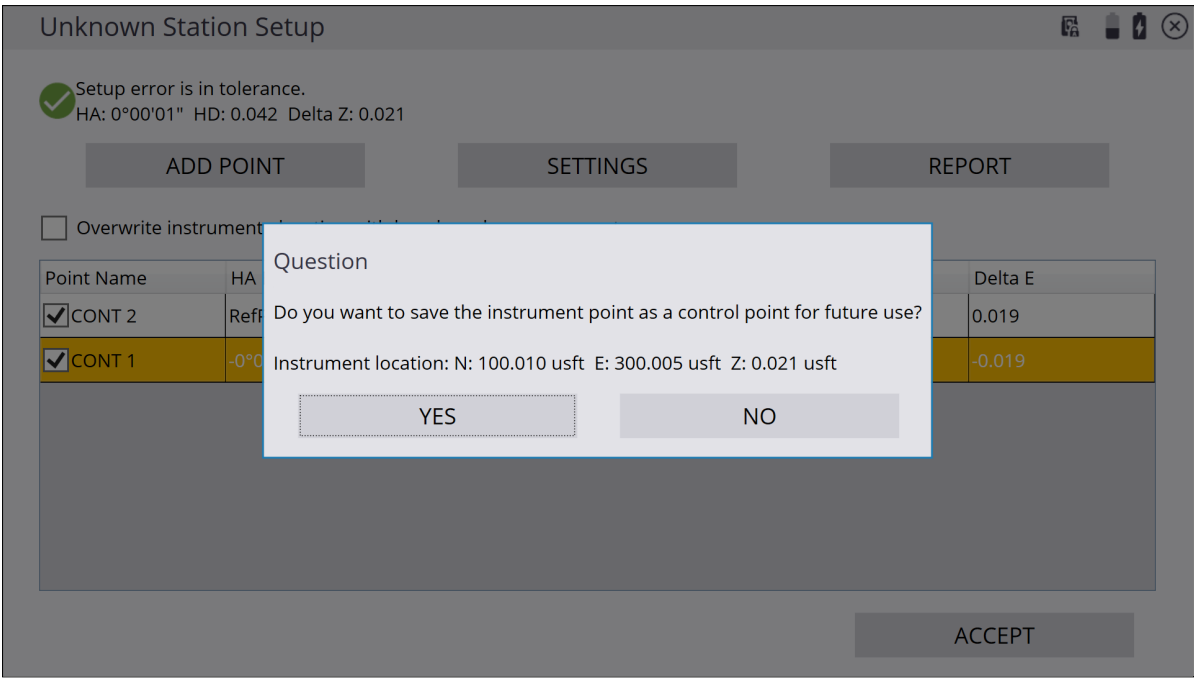 Unknown Station Setup
Setup error is in tolerance.
HA: 0°00'01" HD: 0.042 Delta Z: 0.021
ADD POINT SETTINGS REPORT
Overwrite instrument
Question
Do you want to save the instrument point as a control point for future use?
Instrument location: N: 100.010 usft E: 300.005 usft Z: 0.021 usft
YES NO
Point Name HA Delta E
CONT 2 0.019
CONT 1 -0.019
ACCEPT